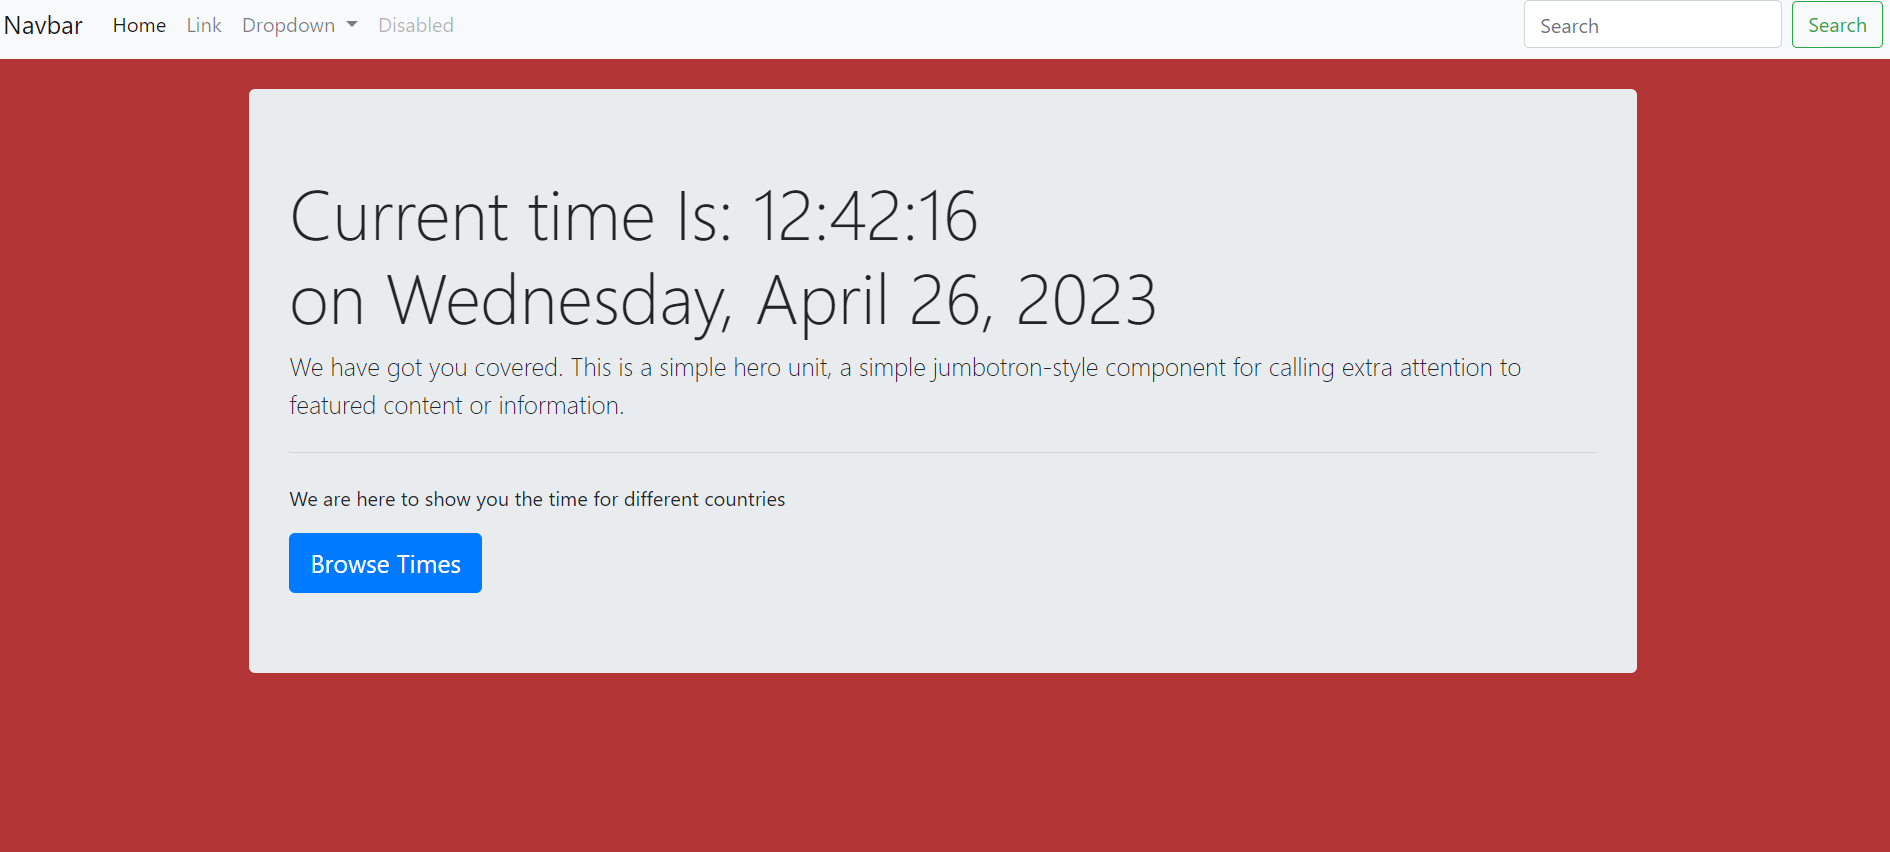 Navbar Home Link Dropdown Disabled Search Search
Current time Is: 12:42:16
on Wednesday, April 26, 2023
We have got you covered. This is a simple hero unit, a simple jumbotron-style component for calling extra attention to
featured content or information.
We are here to show you the time for different countries
Browse Times